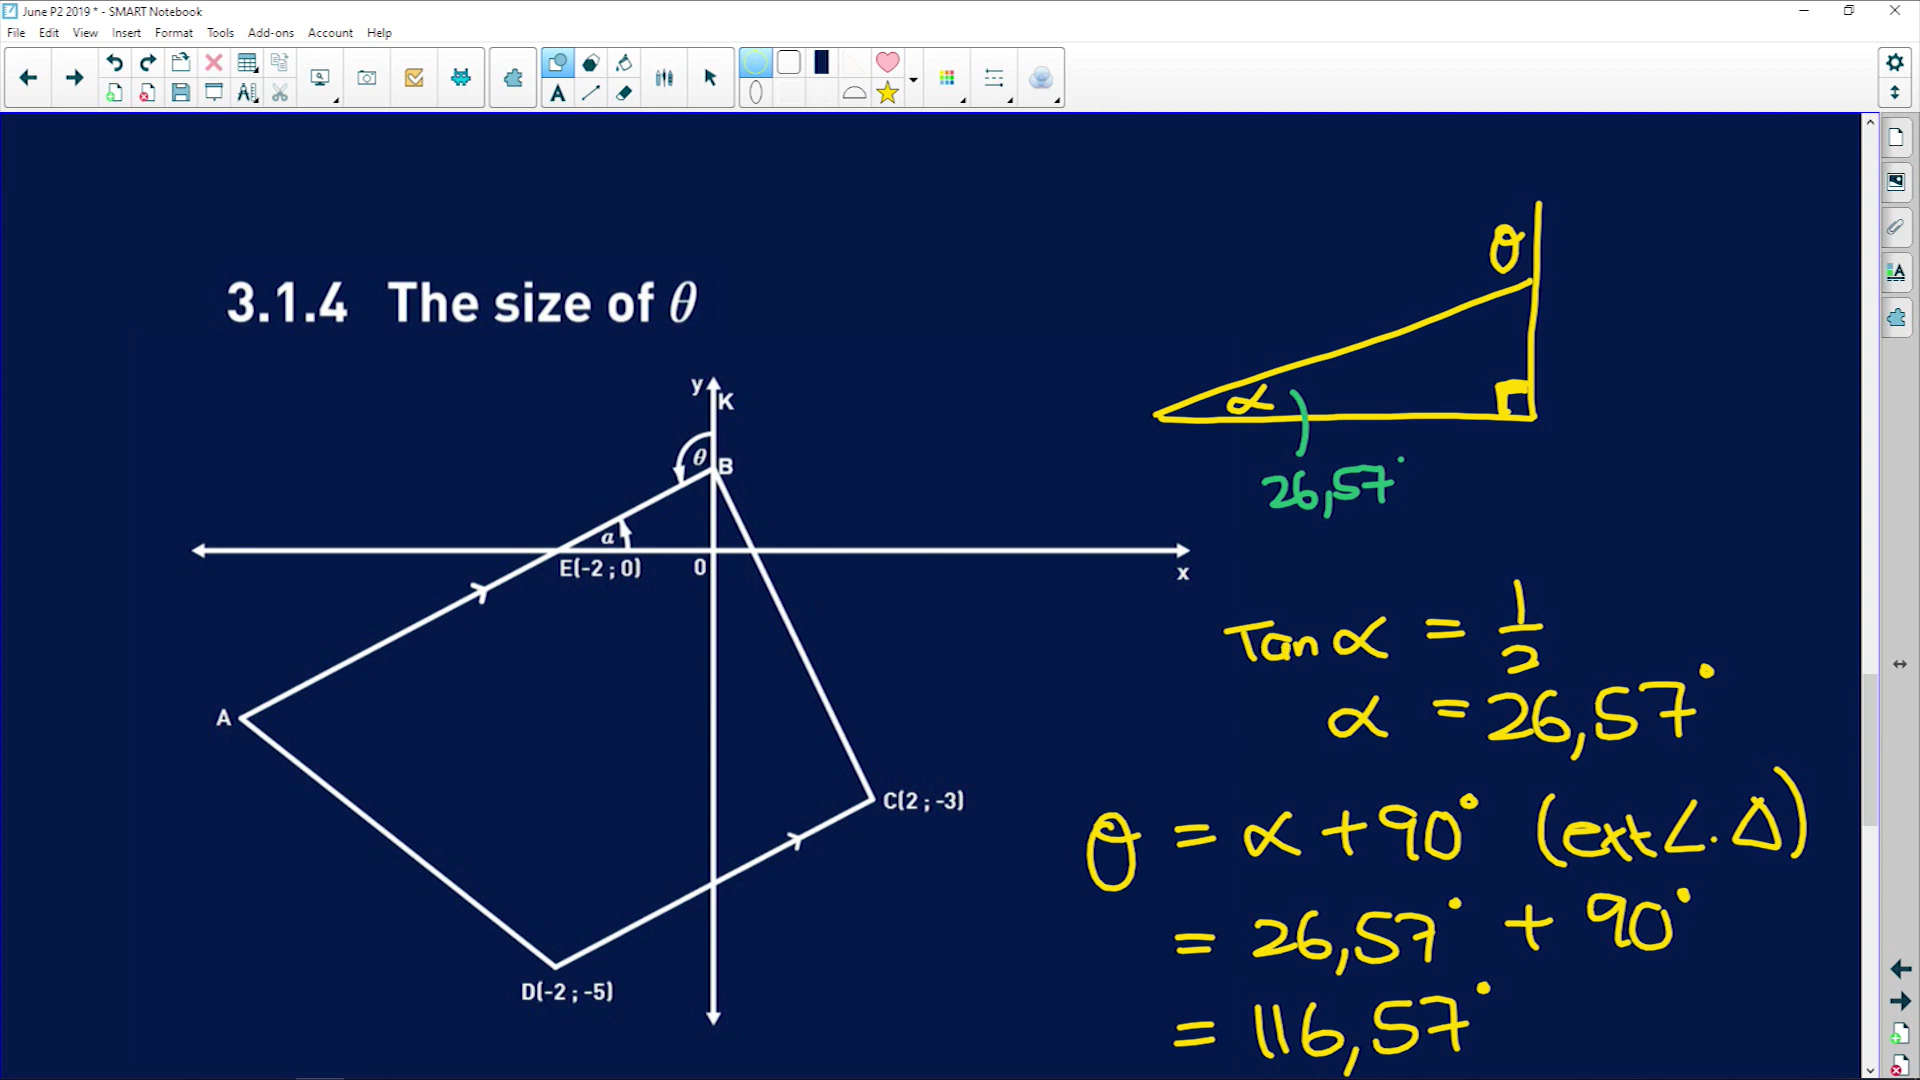 June P2 2019 * - SMART Notebook
File Edit View Insert Format Tools Add-ons Account Help
3.1.4 The size of θ
y
K
θ
B
a
E(-2 ; 0)
0
x
A
C(2 ; -3)
D(-2 ; -5)
θ
α
26,57°
Tan α = 1/2
α = 26,57°
θ = α + 90° (ext∠.Δ)
= 26,57° + 90°
= 116,57°